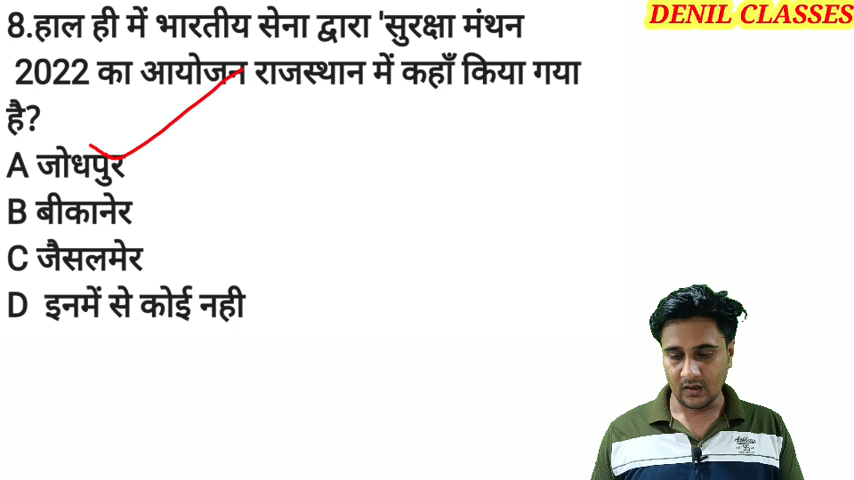 DENIL CLASSES
8.हाल ही में भारतीय सेना द्वारा 'सुरक्षा मंथन
2022 का आयोजन राजस्थान में कहाँ किया गया
है?
A जोधपुर
B बीकानेर
C जैसलमेर
D इनमें से कोई नही